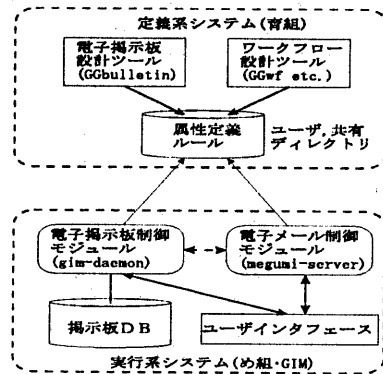 定義系システム(育組)
電子掲示板
設計ツール
(GGbulletin)
ワークフロー
設計ツール
(GGwf etc.)
属性定義
ルール
ユーザ,共有
ディレクトリ
電子掲示板制御
モジュール
(gim-daemon)
電子メール制御
モジュール
(megumi-server)
掲示板DB
ユーザインタフェース
実行系システム(め組・GIM)